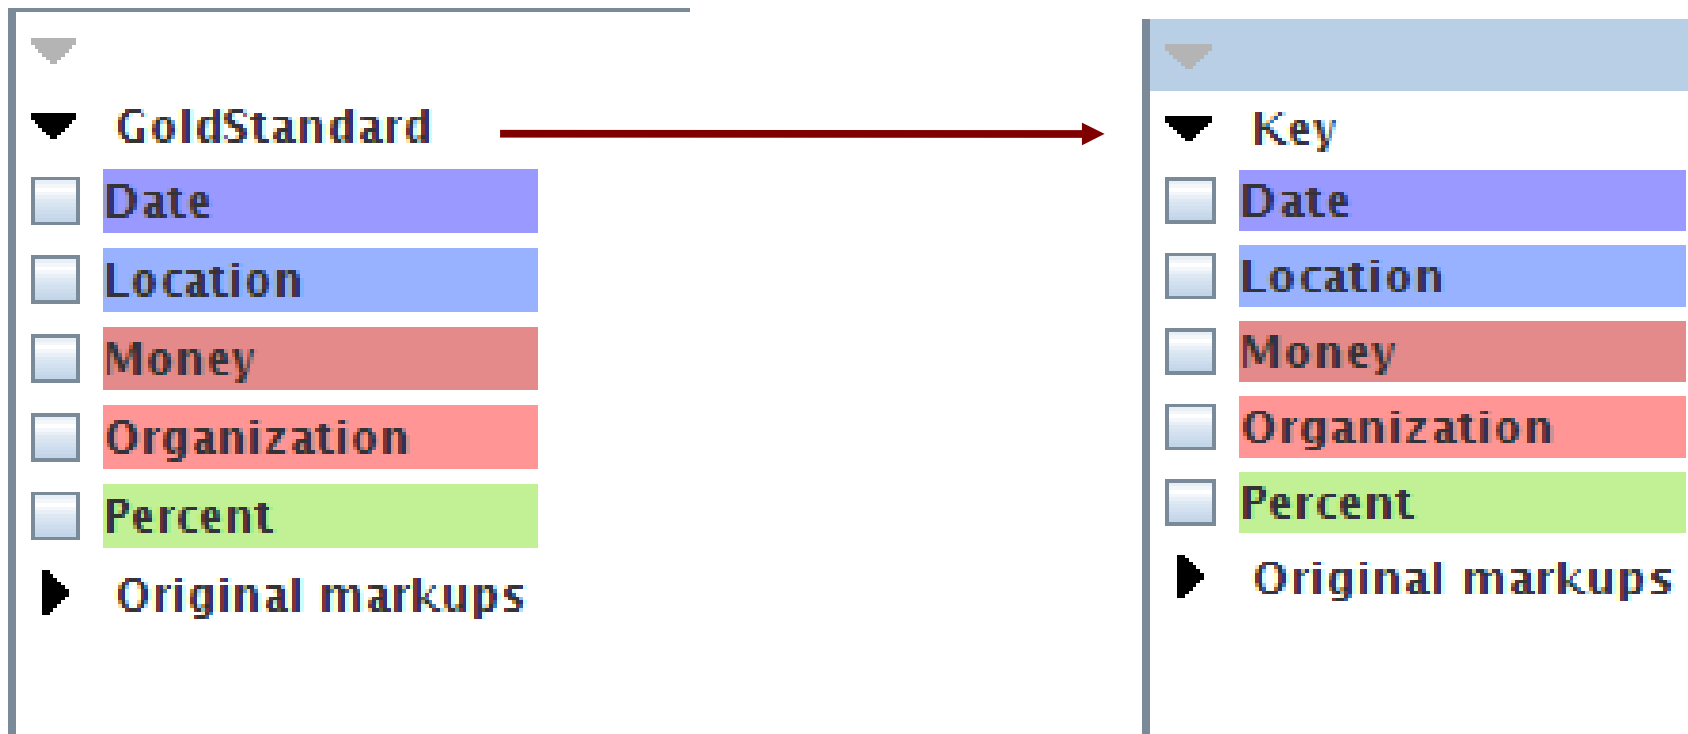 GoldStandard
Date
Location
Money
Organization
Percent
Original markups
Key
Date
Location
Money
Organization
Percent
Original markups